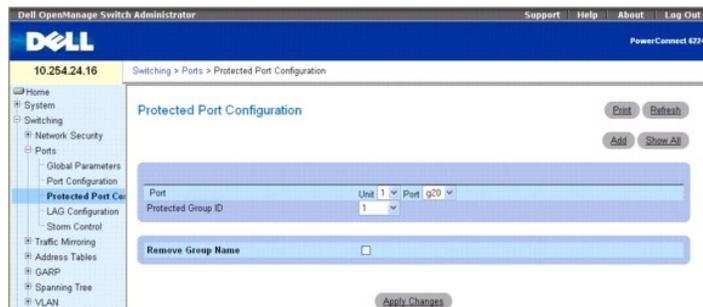 Dell OpenManage Switch Administrator
Support Help About Log Out
DELL
PowerConnect 622
10.254.24.16
Switching > Ports > Protected Port Configuration
Home
System
Switching
Network Security
Ports
Global Parameters
Port Configuration
Protected Port Co
LAG Configuration
Storm Control
Traffic Mirroring
Address Tables
GARP
Spanning Tree
VLAN
Protected Port Configuration
Print Refresh
Add Show All
Port Unit 1 Port g20
Protected Group ID 1
Remove Group Name
Apply Changes